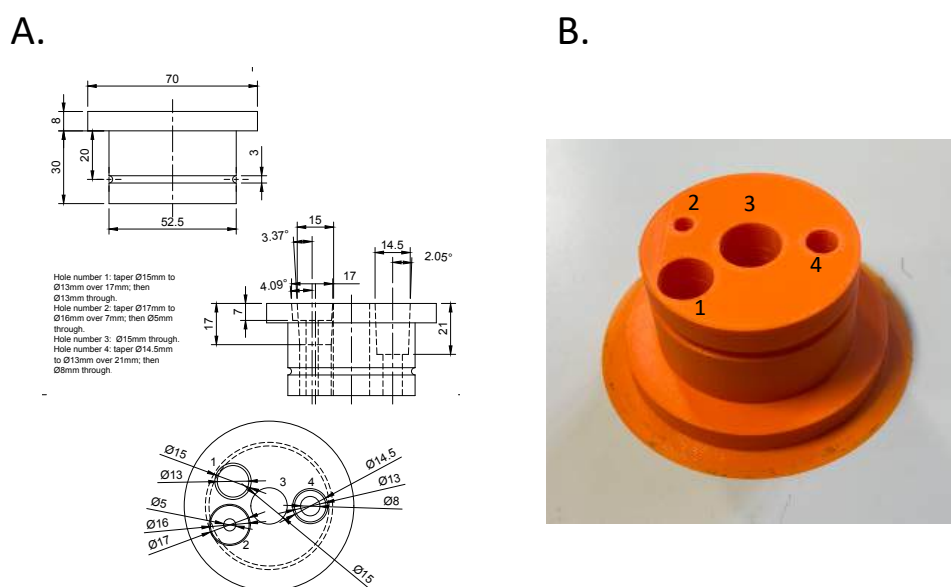 A.
B.
70
8
20
30
3
52.5
15
3.37°
14.5
2.05°
17
4.09°
17
7
21
Hole number 1: taper Ø15mm to
Ø13mm over 17mm; then
Ø13mm through.
Hole number 2: taper Ø17mm to
Ø16mm over 7mm; then Ø5mm
through.
Hole number 3: Ø15mm through.
Hole number 4: taper Ø14.5mm
to Ø13mm over 21mm; then
Ø8mm through.
Ø15
1
Ø13
3
4
Ø14.5
Ø13
Ø8
Ø5
Ø16
Ø17
2
Ø15
2
3
4
1